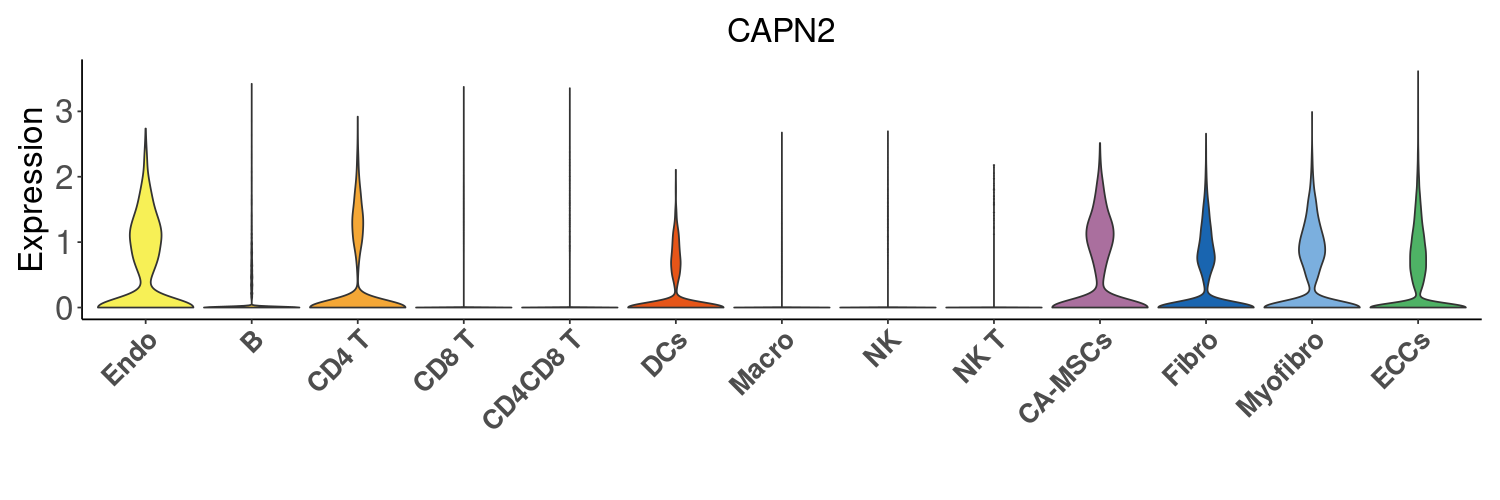 CAPN2
Expression
3
2
1
0
Endo
B
CD4 T
CD8 T
CD4CD8 T
DCs
Macro
NK
NK T
CA-MSCs
Fibro
Myofibro
ECCs